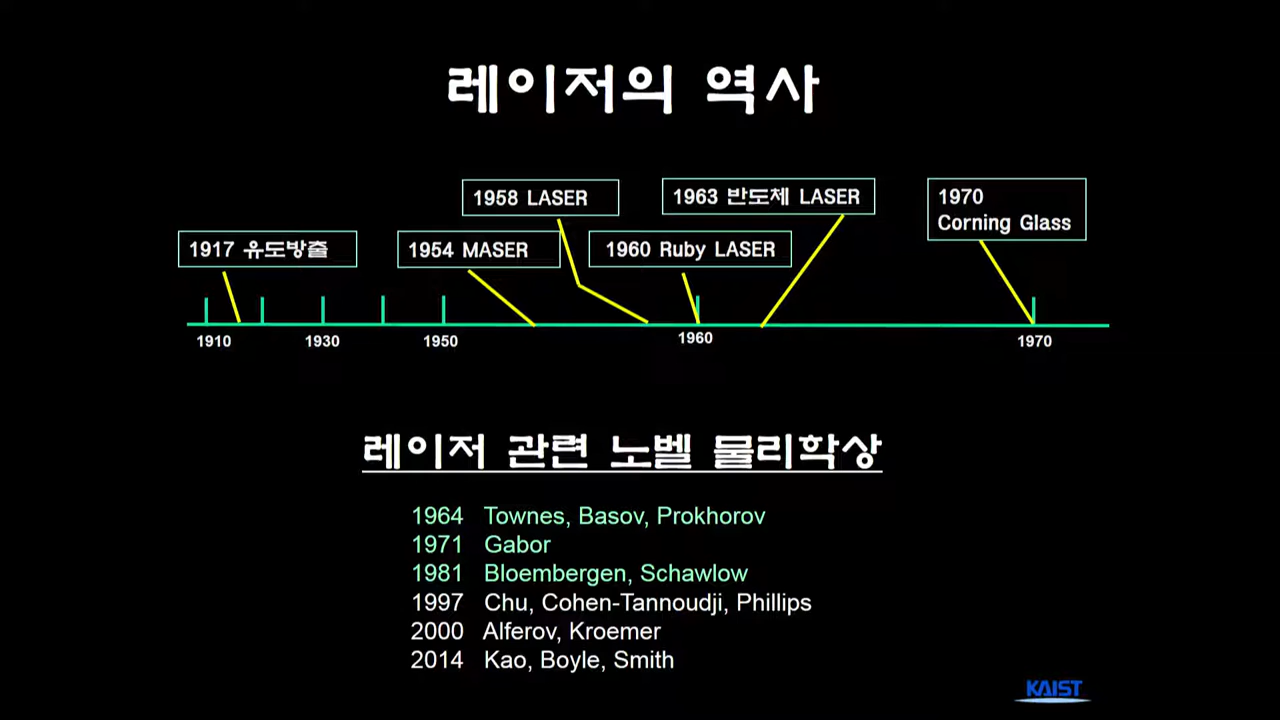 레이저의 역사
1958 LASER
1963 반도체 LASER
1970
Corning Glass
1917 유도방출
1954 MASER
1960 Ruby LASER
1910
1930
1950
1960
1970
레이저 관련 노벨 물리학상
1964 Townes, Basov, Prokhorov
1971 Gabor
1981 Bloembergen, Schawlow
1997 Chu, Cohen-Tannoudji, Phillips
2000 Alferov, Kroemer
2014 Kao, Boyle, Smith
KAIST